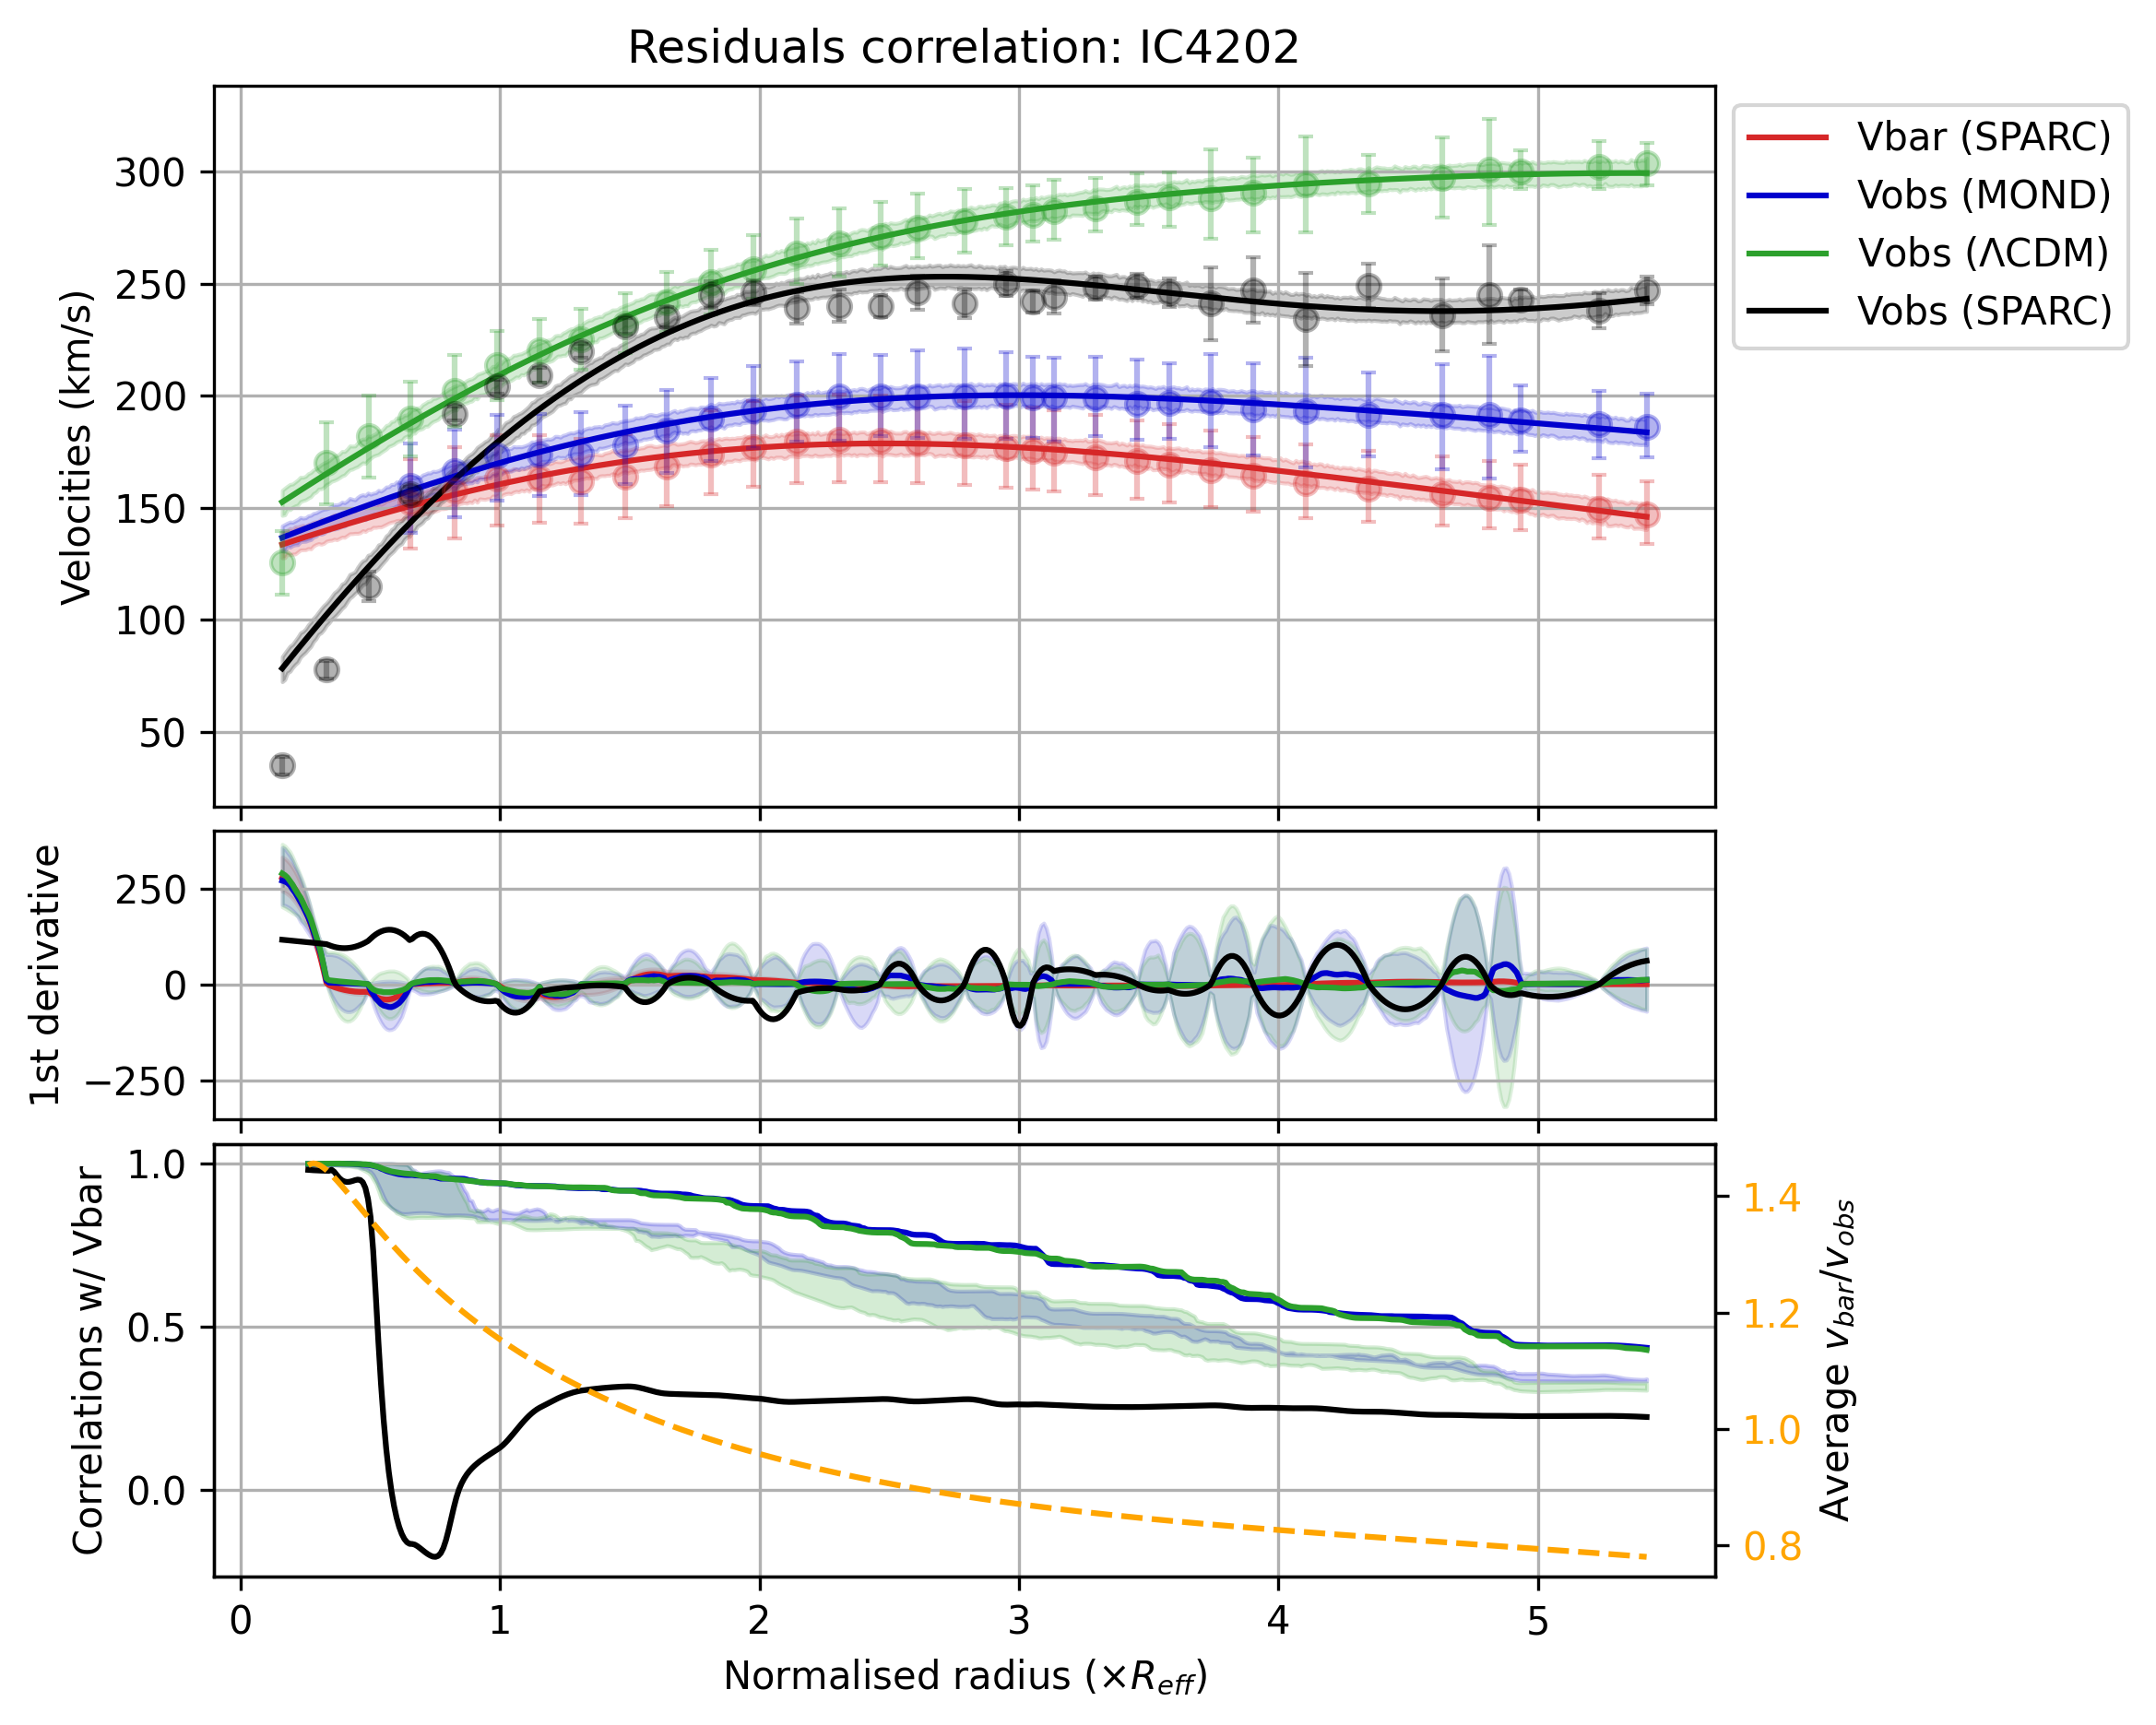 Residuals correlation: IC4202
Velocities (km/s)
300
250
200
150
100
50
Vbar (SPARC)
Vobs (MOND)
Vobs (ΛCDM)
Vobs (SPARC)
1st derivative
250
0
−250
Correlations w/ Vbar
1.0
0.5
0.0
1.4
1.2
1.0
0.8
Average v_bar/v_obs
0 1 2 3 4 5
Normalised radius (×R_eff)